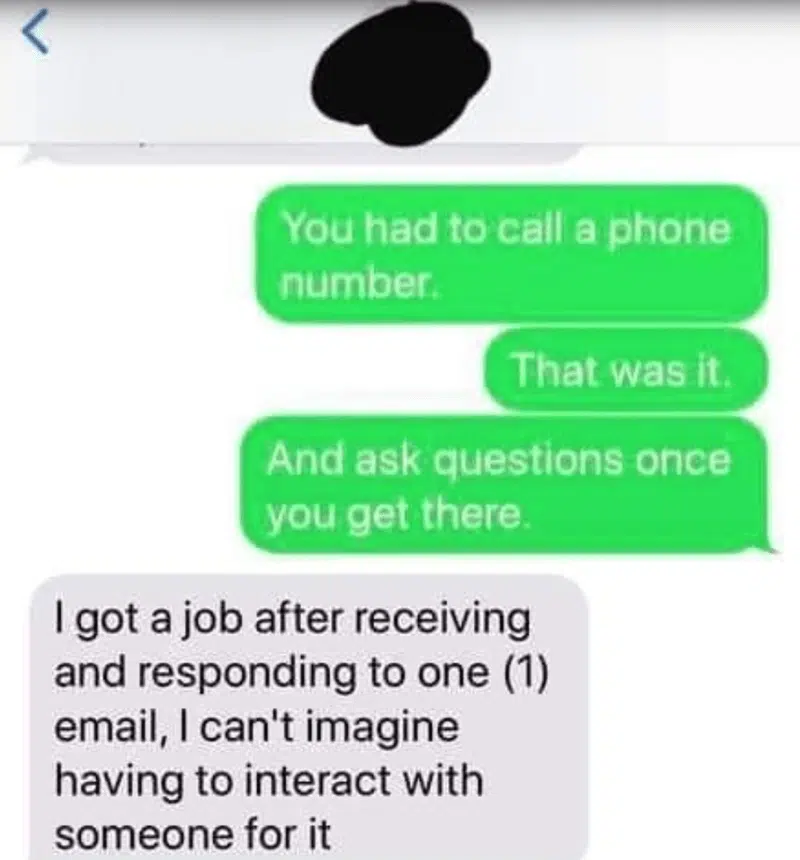 You had to call a phone
number.
That was it.
And ask questions once
you get there.
I got a job after receiving
and responding to one (1)
email, I can't imagine
having to interact with
someone for it